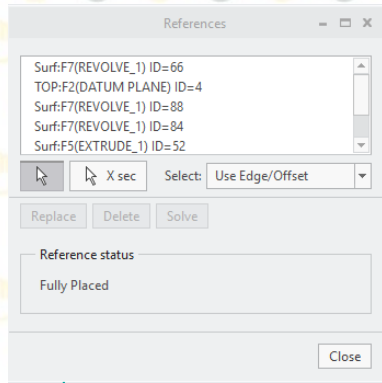 References
Surf:F7(REVOLVE_1) ID=66
TOP:F2(DATUM PLANE) ID=4
Surf:F7(REVOLVE_1) ID=88
Surf:F7(REVOLVE_1) ID=84
Surf:F5(EXTRUDE_1) ID=52
X sec Select: Use Edge/Offset
Replace Delete Solve
Reference status
Fully Placed
Close